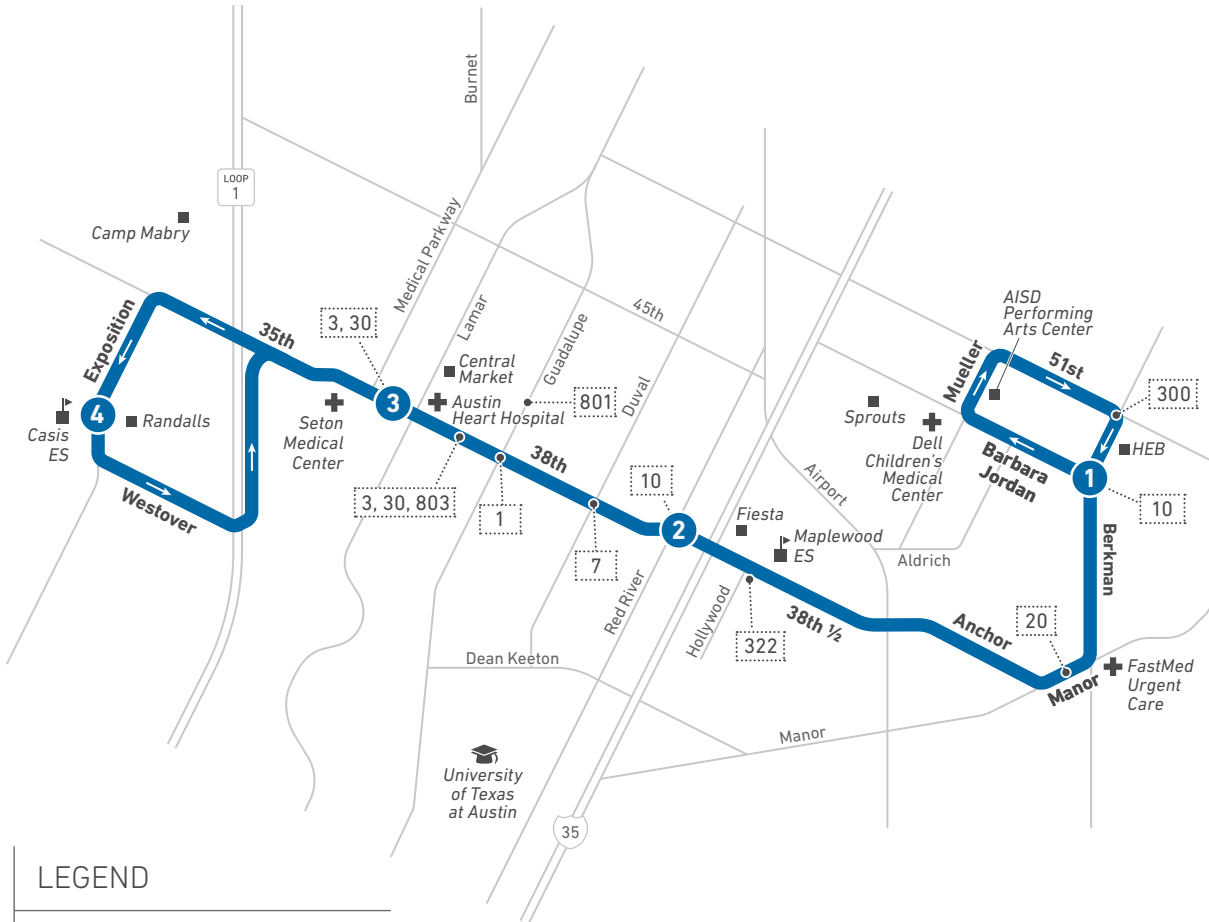 Burnet
LOOP
1
Camp Mabry
Medical Parkway
Lamar
Guadalupe
45th
Duval
AISD
Performing
Arts Center
3, 30
35th
Exposition
Central
Market
Austin
Heart Hospital
801
Mueller
51st
300
4
Casis
ES
Randalls
Seton
Medical
Center
3
Sprouts
Dell
Children's
Medical
Center
Barbara
Jordan
HEB
1
10
Westover
3, 30, 803
1
38th
7
10
2
Fiesta
Maplewood
ES
Airport
Aldrich
Berkman
Red River
Hollywood
322
38th ½
Anchor
20
Manor
FastMed
Urgent
Care
Dean Keeton
Manor
University
of Texas
at Austin
35
LEGEND